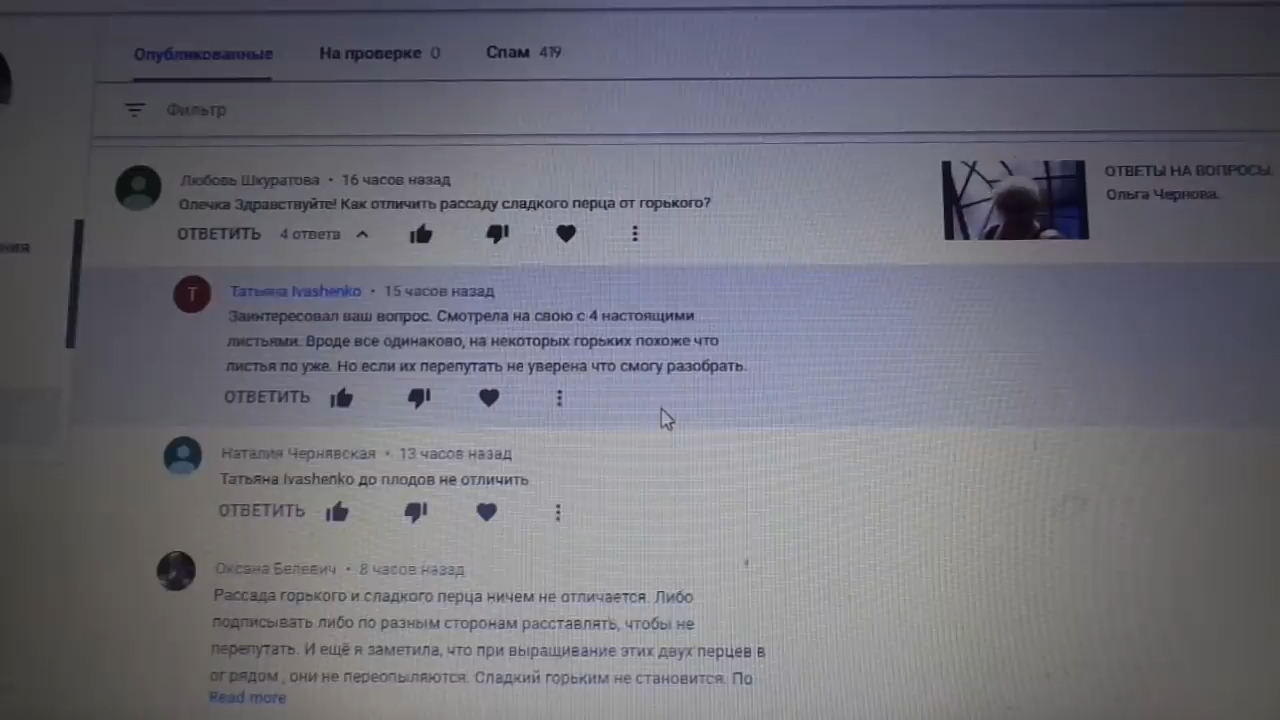 Опубликованные На проверке 0 Спам 419
Фильтр
Любовь Шкуратова • 16 часов назад
Олечка Здравствуйте! Как отличить рассаду сладкого перца от горького?
ОТВЕТИТЬ 4 ответа
ОТВЕТЫ НА ВОПРОСЫ.
Ольга Чернова.
ния
Т
Татьяна Ivashenko • 15 часов назад
Заинтересовал ваш вопрос. Смотрела на свою с 4 настоящими
листьями. Вроде все одинаково, на некоторых горьких похоже что
листья по уже. Но если их перепутать не уверена что смогу разобрать.
ОТВЕТИТЬ
Наталия Чернявская • 13 часов назад
Татьяна Ivashenko до плодов не отличить
ОТВЕТИТЬ
Оксана Белевич • 8 часов назад
Рассада горького и сладкого перца ничем не отличается. Либо
подписывать либо по разным сторонам расставлять, чтобы не
перепутать. И ещё я заметила, что при выращивание этих двух перцев в
ог рядом , они не переопыляются. Сладкий горьким не становится. По
Read more